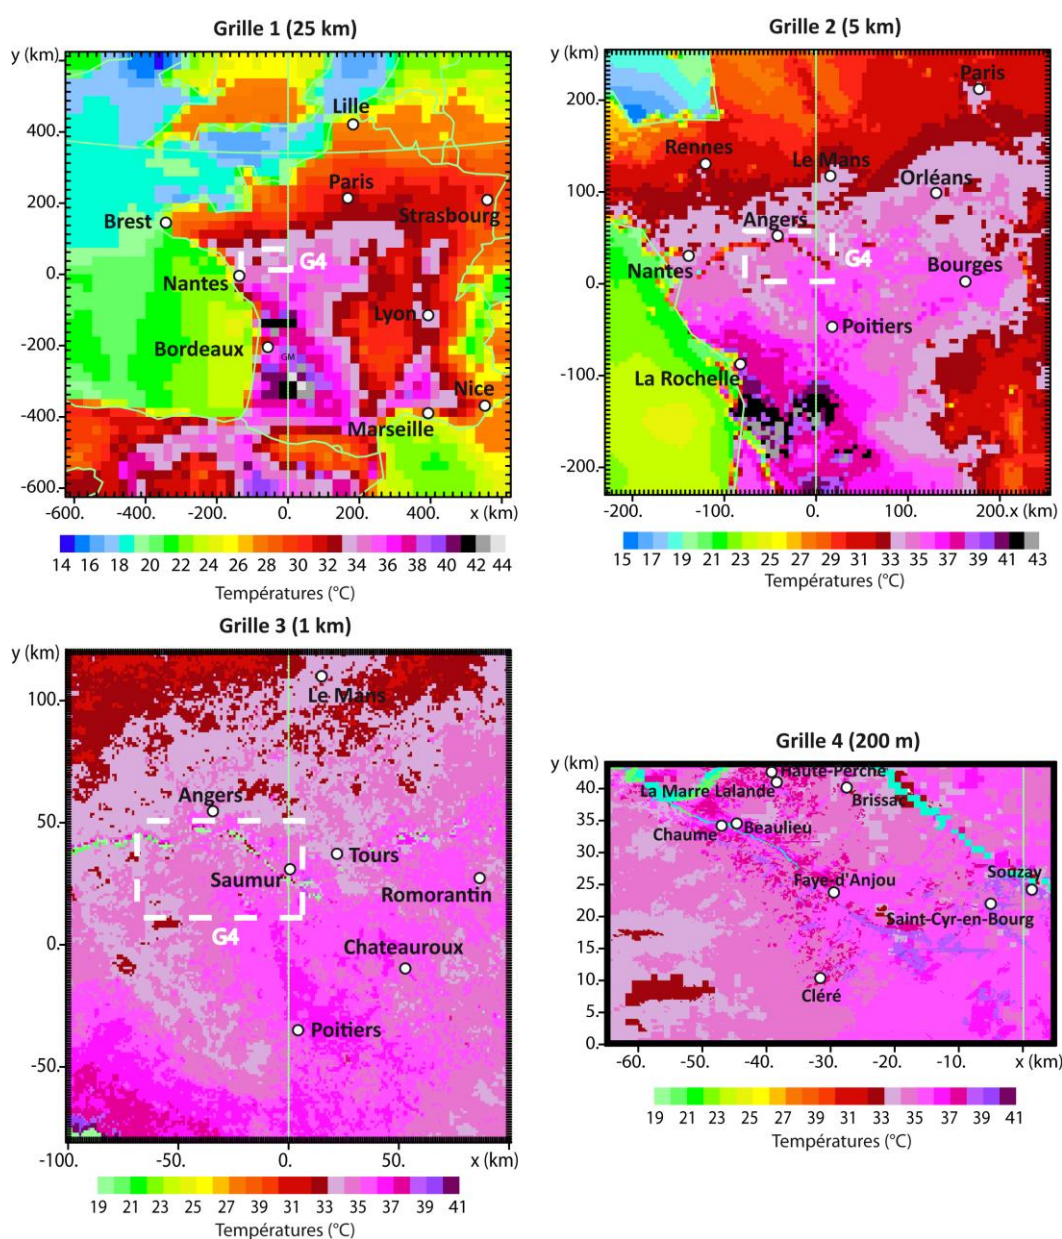 Grille 1 (25 km)
y (km)
400.
200.
0.
-200.
-400.
-600.
Lille
Paris
Strasbourg
Brest
G4
Nantes
Lyon
Bordeaux
GM
Nice
Marseille
-600. -400. -200. 0. 200. 400. x (km)
14 16 18 20 22 24 26 28 30 32 34 36 38 40 42 44
Températures (°C)
Grille 2 (5 km)
y (km)
200.
100.
0.
-100.
-200.
Paris
Rennes
Le Mans
Orléans
Angers
Nantes
G4
Bourges
Poitiers
La Rochelle
-200. -100. 0. 100. 200. x (km)
15 17 19 21 23 25 27 29 31 33 35 37 39 41 43
Températures (°C)
Grille 3 (1 km)
y (km)
100.
50.
0.
-50.
Le Mans
Angers
Tours
Saumur
Romorantin
G4
Chateauroux
Poitiers
-100. -50. 0. 50. x (km)
19 21 23 25 27 39 31 33 35 37 39 41
Températures (°C)
Grille 4 (200 m)
y (km)
40.
35.
30.
25.
20.
15.
10.
5.
0.
Haute-Perche
La Marre Lalande
Brissac
Chaume
Beaulieu
Faye-d'Anjou
Souzay
Saint-Cyr-en-Bourg
Cléré
-60. -50. -40. -30. -20. -10. x (km)
19 21 23 25 27 39 31 33 35 37 39 41
Températures (°C)